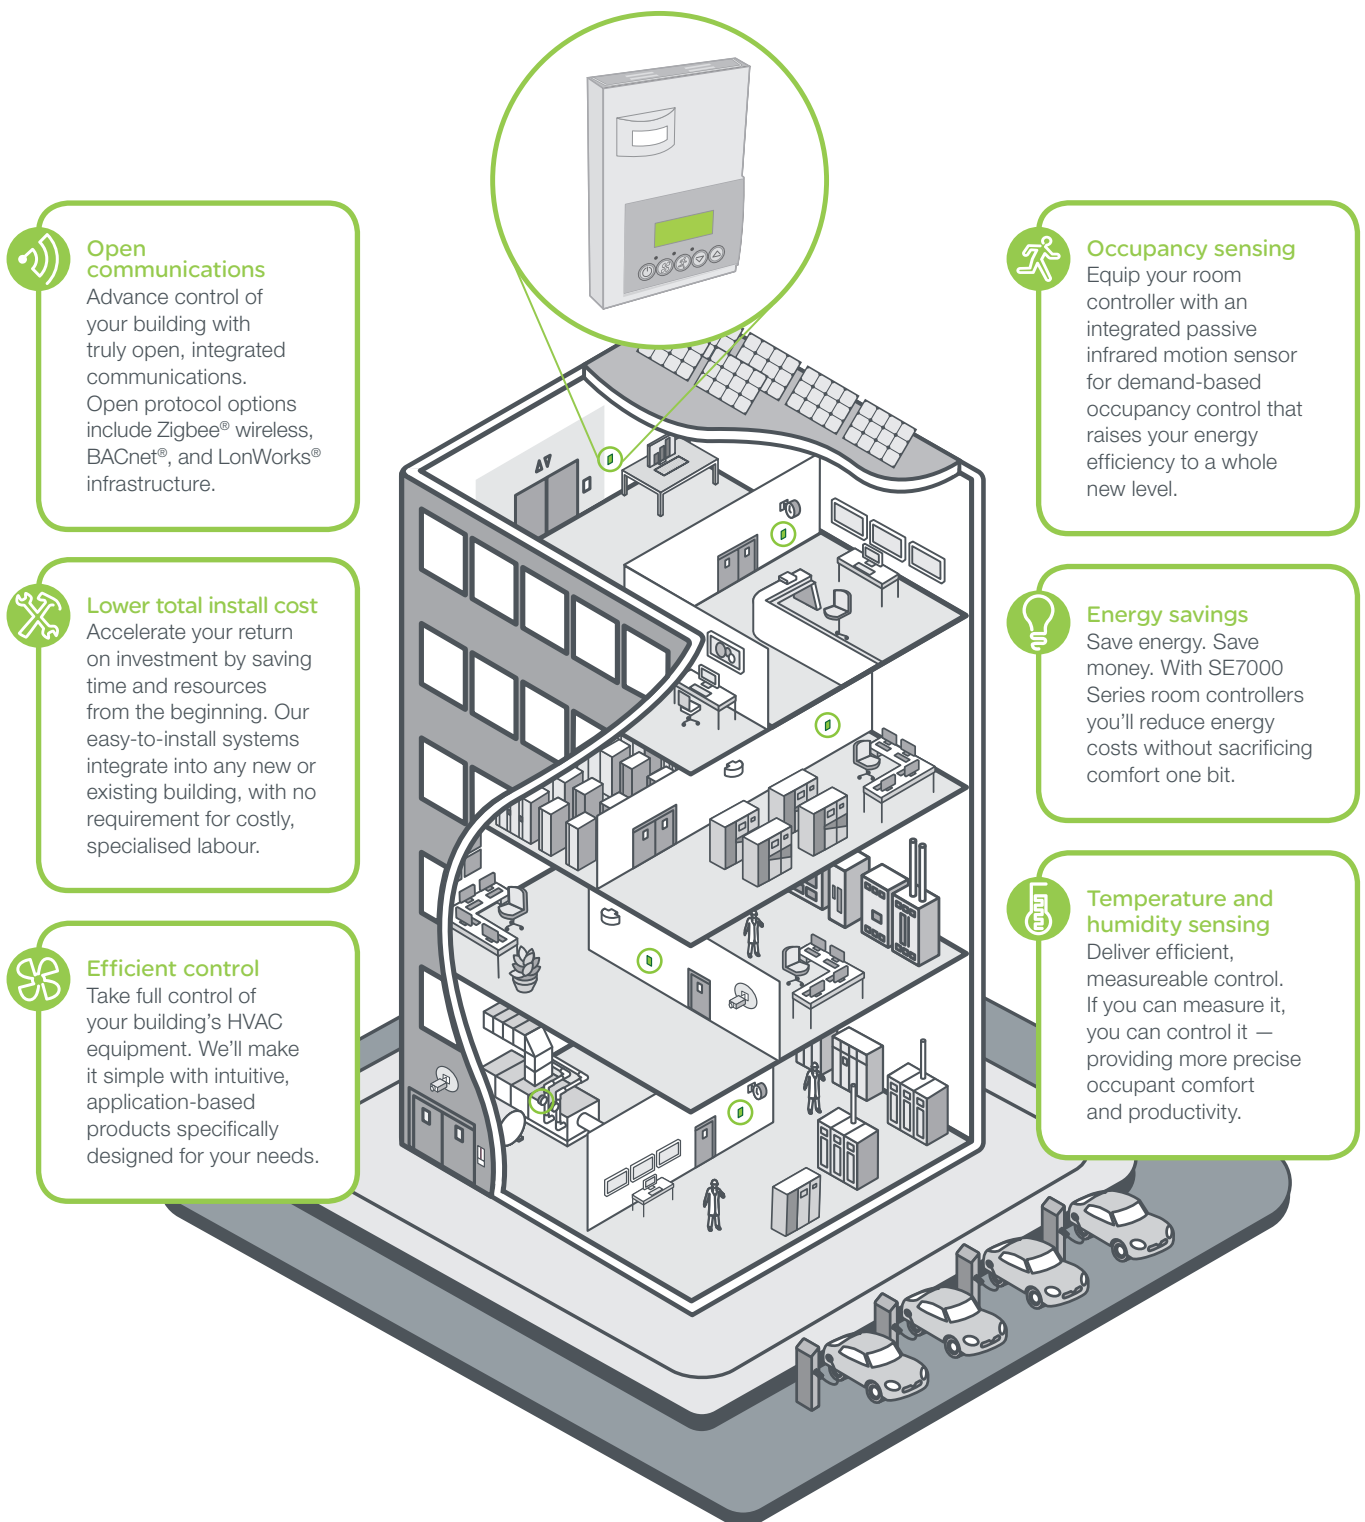 Open
communications
Advance control of
your building with
truly open, integrated
communications.
Open protocol options
include Zigbee® wireless,
BACnet®, and LonWorks®
infrastructure.
Lower total install cost
Accelerate your return
on investment by saving
time and resources
from the beginning. Our
easy-to-install systems
integrate into any new or
existing building, with no
requirement for costly,
specialised labour.
Efficient control
Take full control of
your building’s HVAC
equipment. We’ll make
it simple with intuitive,
application-based
products specifically
designed for your needs.
Occupancy sensing
Equip your room
controller with an
integrated passive
infrared motion sensor
for demand-based
occupancy control that
raises your energy
efficiency to a whole
new level.
Energy savings
Save energy. Save
money. With SE7000
Series room controllers
you’ll reduce energy
costs without sacrificing
comfort one bit.
Temperature and
humidity sensing
Deliver efficient,
measureable control.
If you can measure it,
you can control it —
providing more precise
occupant comfort
and productivity.